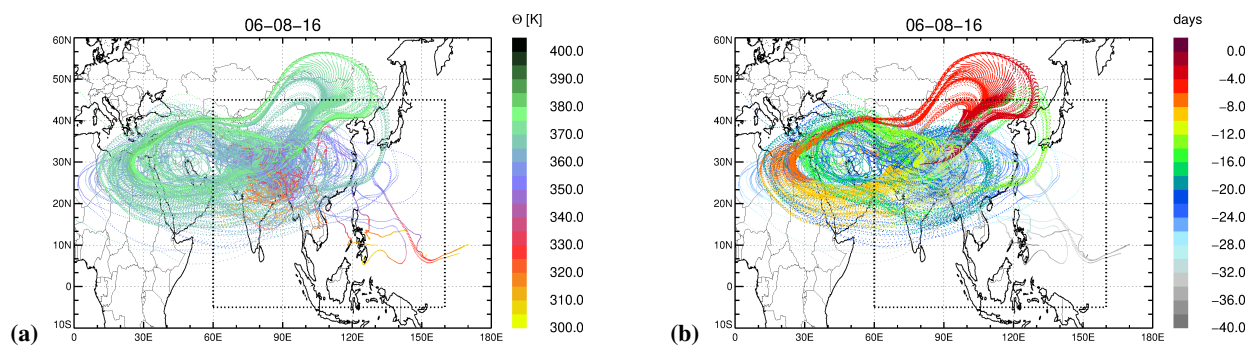 06−08−16
Θ [K]
60N
50N
40N
30N
20N
10N
0
10S
0
30E
60E
90E
120E
150E
180E
400.0
390.0
380.0
370.0
360.0
350.0
340.0
330.0
320.0
310.0
300.0
(a)
06−08−16
days
60N
50N
40N
30N
20N
10N
0
10S
0
30E
60E
90E
120E
150E
180E
0.0
−4.0
−8.0
−12.0
−16.0
−20.0
−24.0
−28.0
−32.0
−36.0
−40.0
(b)